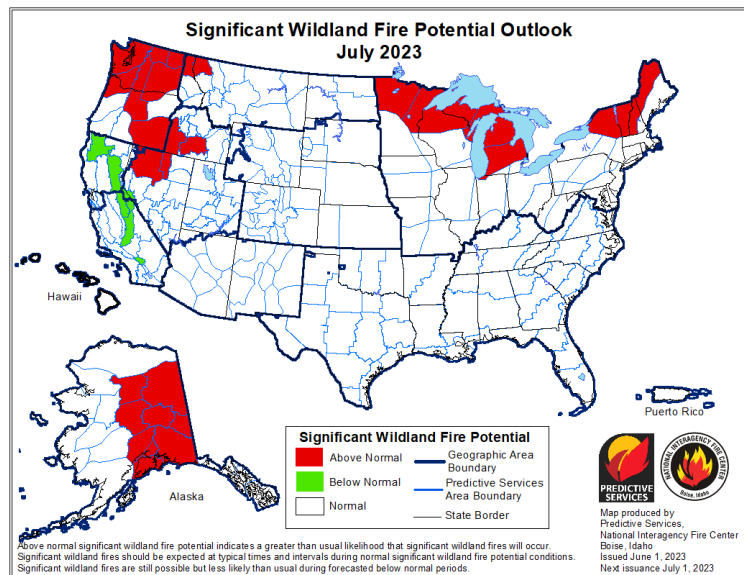 Significant Wildland Fire Potential Outlook
July 2023
Hawaii
Alaska
Puerto Rico
Significant Wildland Fire Potential
Above Normal
Below Normal
Normal
Geographic Area
Boundary
Predictive Services
Area Boundary
State Border
PREDICTIVE
SERVICES
NATIONAL INTERAGENCY FIRE CENTER
Boise, Idaho
Map produced by
Predictive Services,
National Interagency Fire Center
Boise, Idaho
Issued June 1, 2023
Next issuance July 1, 2023
Above normal significant wildland fire potential indicates a greater than usual likelihood that significant wildland fires will occur.
Significant wildland fires should be expected at typical times and intervals during normal significant wildland fire potential conditions.
Significant wildland fires are still possible but less likely than usual during forecasted below normal periods.